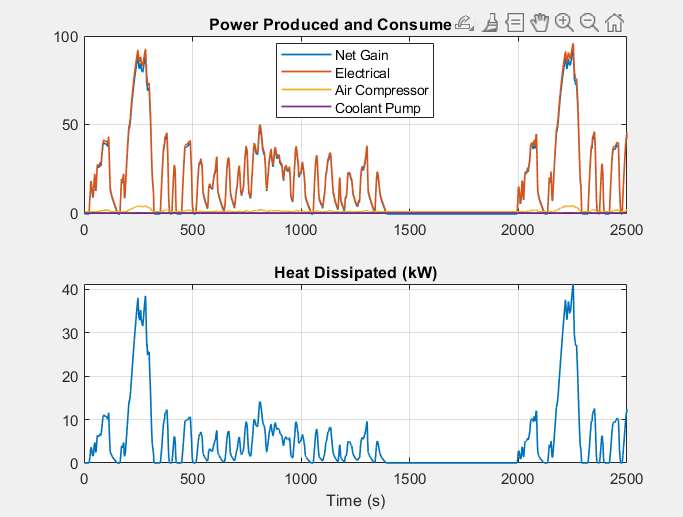 Power Produced and Consume
100
50
0
Net Gain
Electrical
Air Compressor
Coolant Pump
0 500 1000 1500 2000 2500
Heat Dissipated (kW)
40
30
20
10
0
0 500 1000 1500 2000 2500
Time (s)